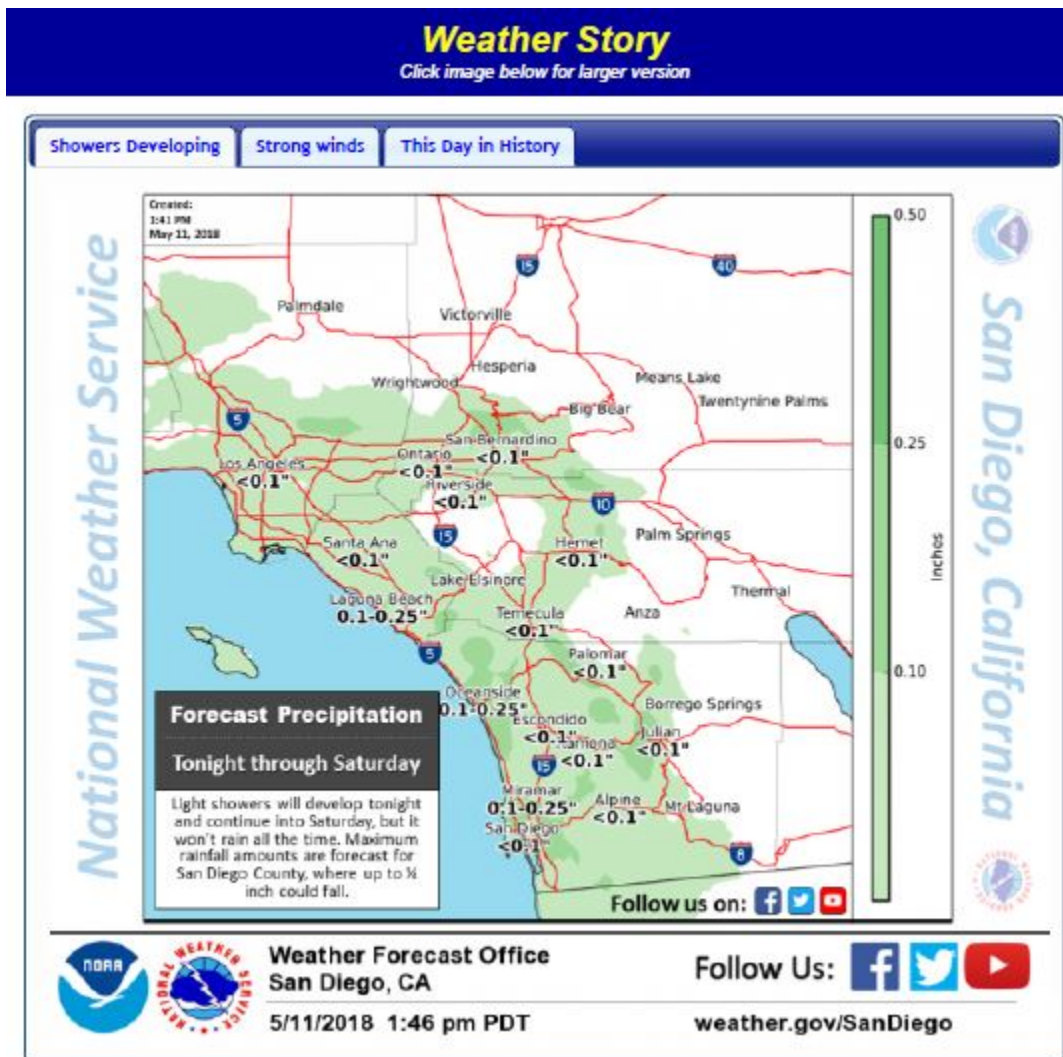 Weather Story
Click image below for larger version
Showers Developing
Strong winds
This Day in History
National Weather Service
San Diego, California
Created:
1:41 PM
May 11, 2018
15
40
Palmdale
Victorville
Hesperia
Wrightwood
Means Lake
Big Bear
Twentynine Palms
5
San Bernardino
<0.1"
Ontario
<0.1"
Los Angeles
<0.1"
Riverside
<0.1"
10
15
Santa Ana
<0.1"
Hemet
<0.1"
Palm Springs
Lake Elsinore
Thermal
Laguna Beach
0.1-0.25"
Temecula
<0.1"
Anza
5
Palomar
<0.1"
Oceanside
0.1-0.25"
Borrego Springs
Escondido
<0.1"
Ramona
<0.1"
Julian
<0.1"
15
Miramar
0.1-0.25"
Alpine
<0.1"
Mt Laguna
San Diego
<0.1"
8
0.50
0.25
0.10
Inches
Forecast Precipitation
Tonight through Saturday
Light showers will develop tonight
and continue into Saturday, but it
won't rain all the time. Maximum
rainfall amounts are forecast for
San Diego County, where up to ¼
inch could fall.
Follow us on:
NOAA
NATIONAL WEATHER SERVICE
Weather Forecast Office
San Diego, CA
5/11/2018 1:46 pm PDT
Follow Us:
weather.gov/SanDiego